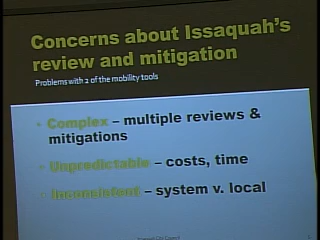 Concerns about Issaquah's
review and mitigation
Problems with 2 of the mobility tools
• Complex – multiple reviews &
mitigations
• Unpredictable – costs, time
• Inconsistent – system v. local